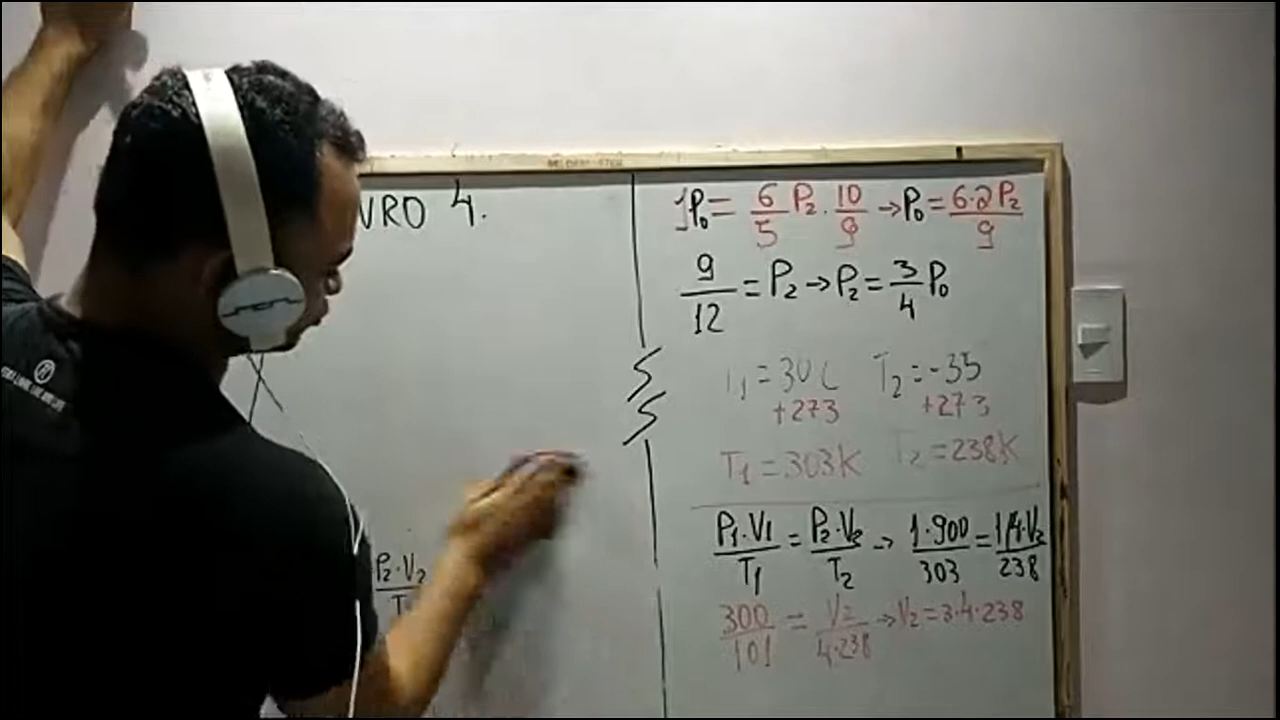 VRO 4.
P₂·V₂
T
1P₀ = 6/5 P₂ · 10/9 → P₀ = 6·2P₂/9
9/12 = P₂ → P₂ = 3/4 P₀
T₁ = 30 T₂ = -35
+273 +273
T₁ = 303K T₂ = 238K
P₁·V₁/T₁ = P₂·V₂/T₂ → 1·900/303 = 1/4·V₂/238
300/101 = V₂/4·238 → V₂ = 3·4·238